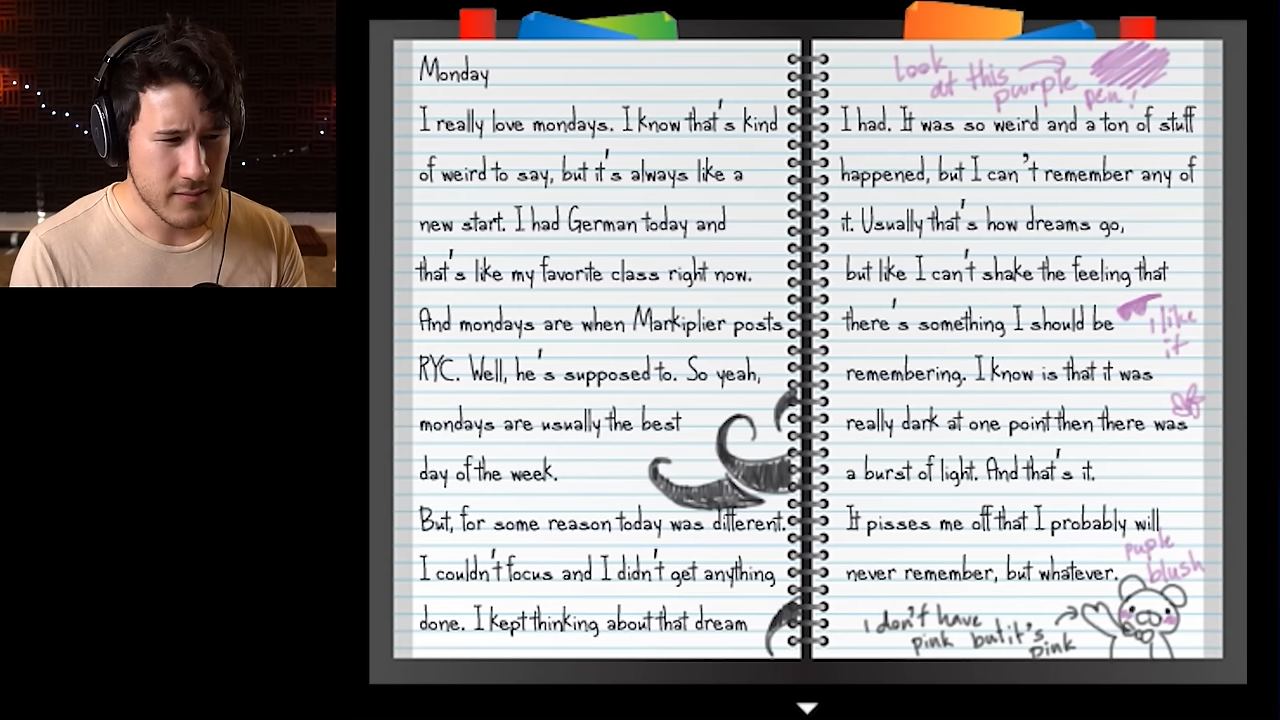 Monday
I really love mondays. I know that's kind
of weird to say, but it's always like a
new start. I had German today and
that's like my favorite class right now.
And mondays are when Markiplier posts
RYC. Well, he's supposed to. So yeah,
mondays are usually the best
day of the week.
But, for some reason today was different.
I couldn't focus and I didn't get anything
done. I kept thinking about that dream
Look
at this
purple
pen!
I had. It was so weird and a ton of stuff
happened, but I can't remember any of
it. Usually that's how dreams go,
but like I can't shake the feeling that
there's something I should be
i like
it
remembering. I know is that it was
really dark at one point then there was
a burst of light. And that's it.
It pisses me off that I probably will
never remember, but whatever.
puple
blush
i don't have
pink but it's
pink